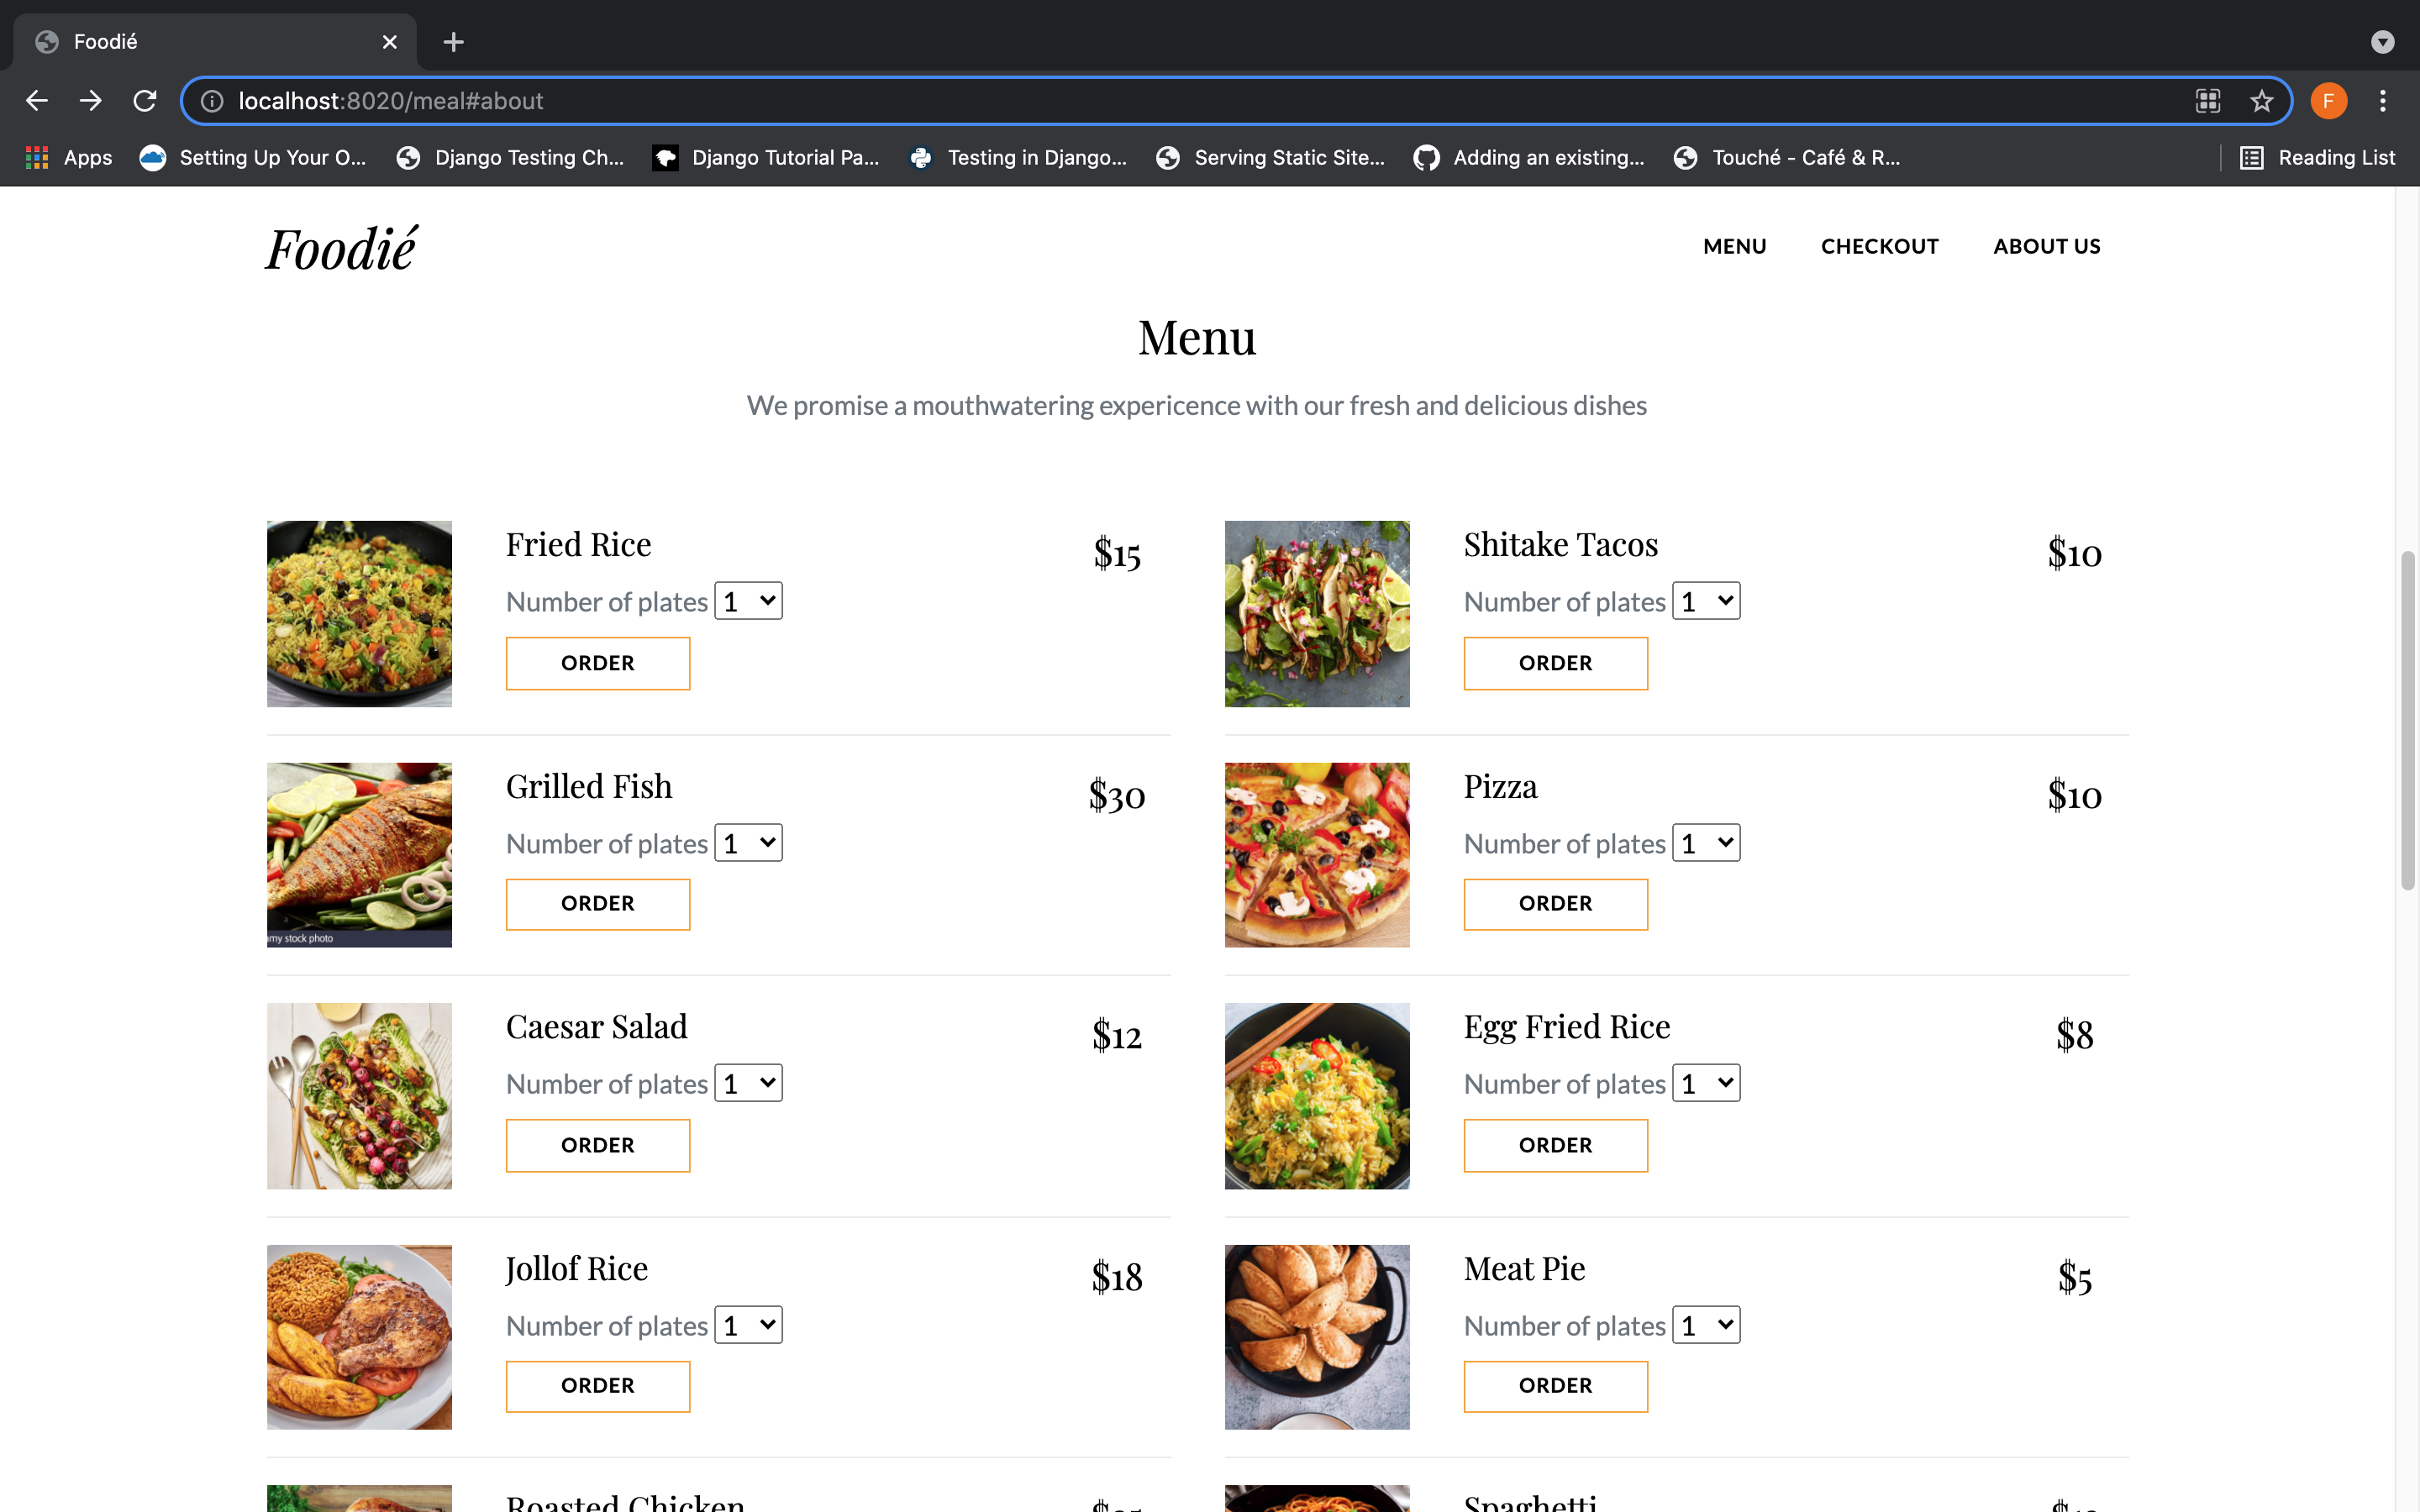 Foodié
localhost:8020/meal#about
F
Apps
Setting Up Your O...
Django Testing Ch...
Django Tutorial Pa...
Testing in Django...
Serving Static Site...
Adding an existing...
Touché - Café & R...
Reading List
Foodié
MENU
CHECKOUT
ABOUT US
Menu
We promise a mouthwatering expericence with our fresh and delicious dishes
Fried Rice
$15
Number of plates 1
ORDER
Shitake Tacos
$10
Number of plates 1
ORDER
Grilled Fish
$30
Number of plates 1
ORDER
my stock photo
Pizza
$10
Number of plates 1
ORDER
Caesar Salad
$12
Number of plates 1
ORDER
Egg Fried Rice
$8
Number of plates 1
ORDER
Jollof Rice
$18
Number of plates 1
ORDER
Meat Pie
$5
Number of plates 1
ORDER
Roasted Chicken
Spaghetti